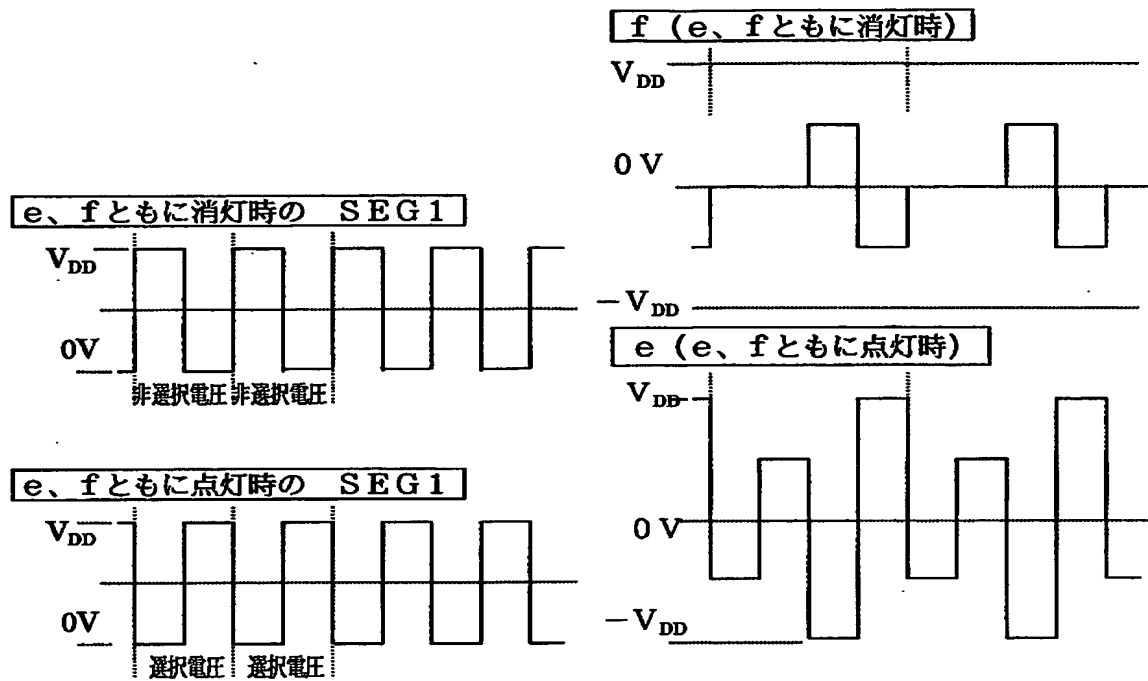 e、fともに消灯時の SEG1
VDD
0V
非選択電圧 非選択電圧
e、fともに点灯時の SEG1
VDD
0V
選択電圧 選択電圧
f (e、fともに消灯時)
VDD
0 V
−VDD
e (e、fともに点灯時)
VDD
0 V
−VDD